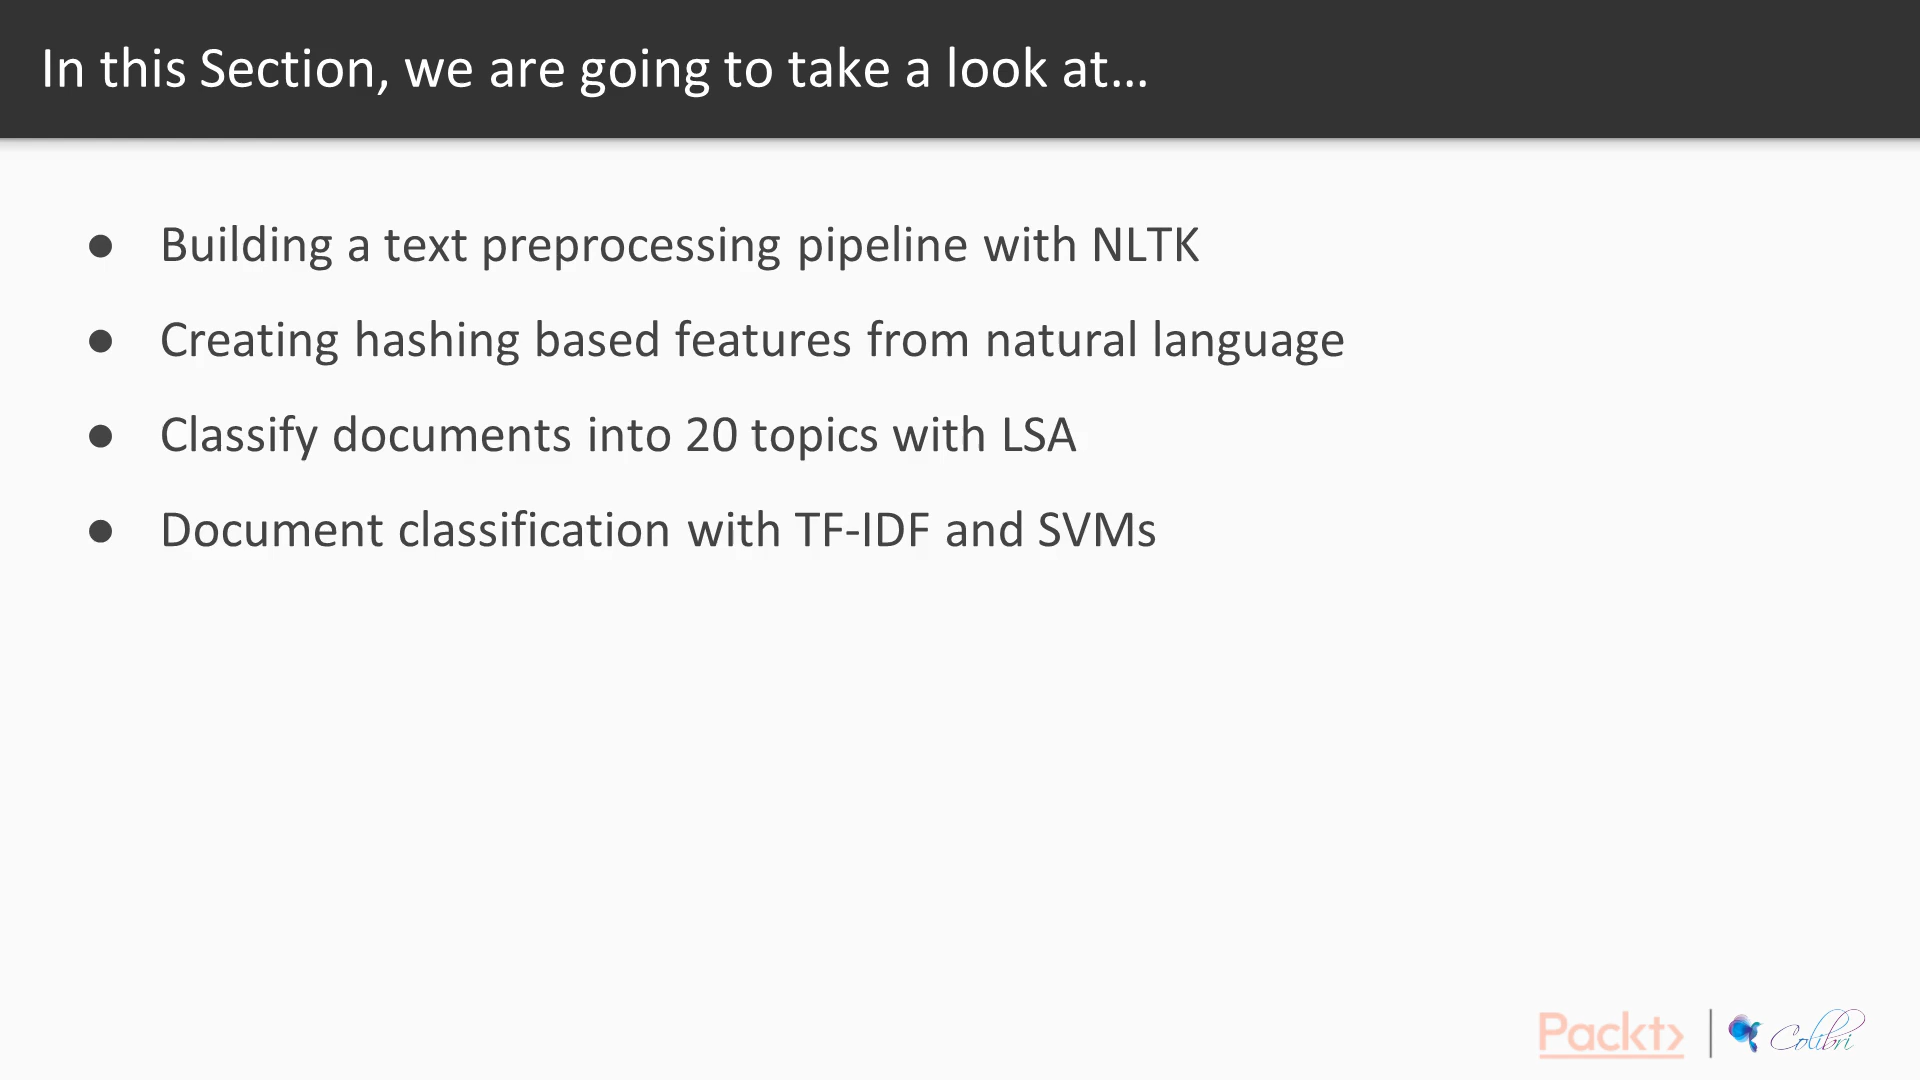 In this Section, we are going to take a look at…
● Building a text preprocessing pipeline with NLTK
● Creating hashing based features from natural language
● Classify documents into 20 topics with LSA
● Document classification with TF-IDF and SVMs
Packt> | Colibri